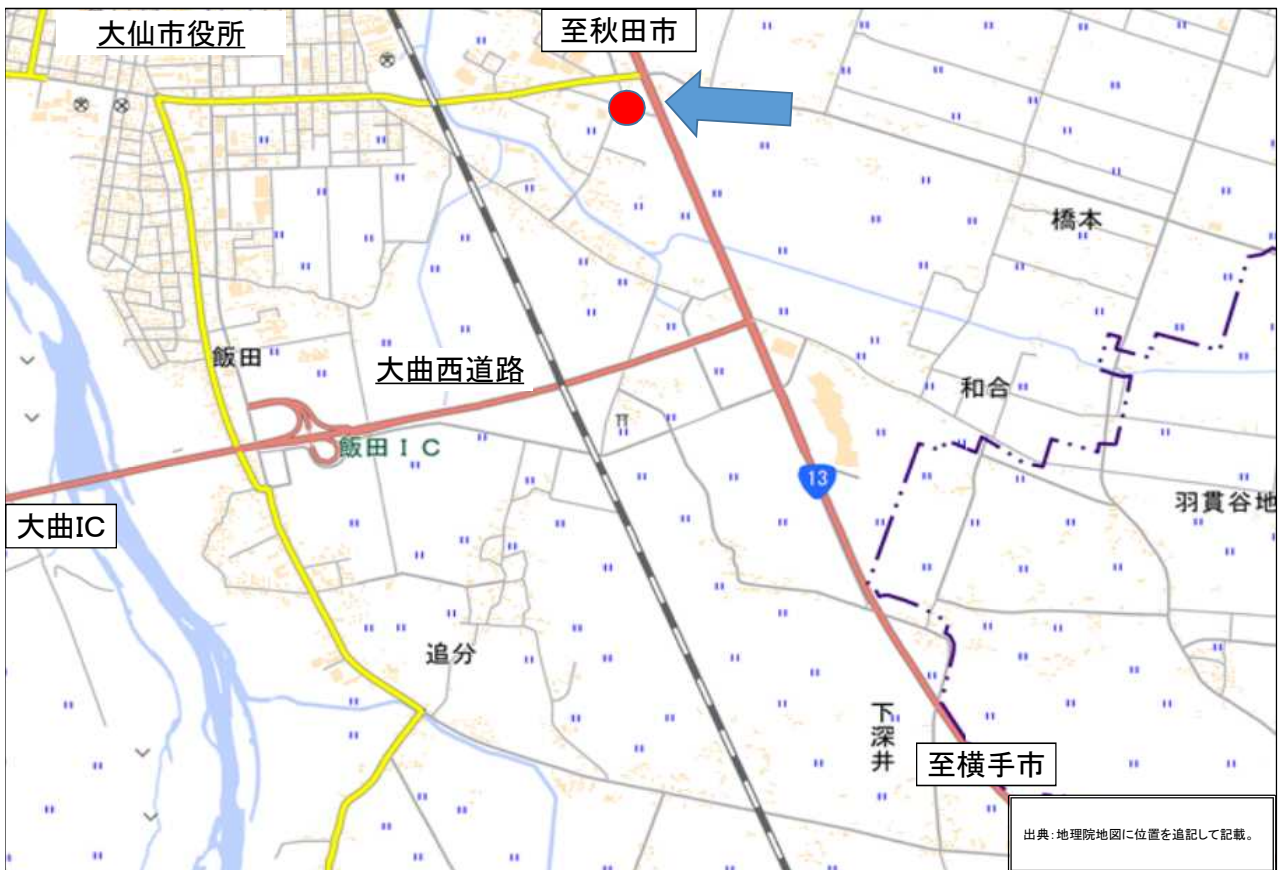 大仙市役所
至秋田市
橋本
飯田
大曲西道路
和合
飯田IC
13
羽貫谷地
大曲IC
追分
下深井
至横手市
出典:地理院地図に位置を追記して記載。